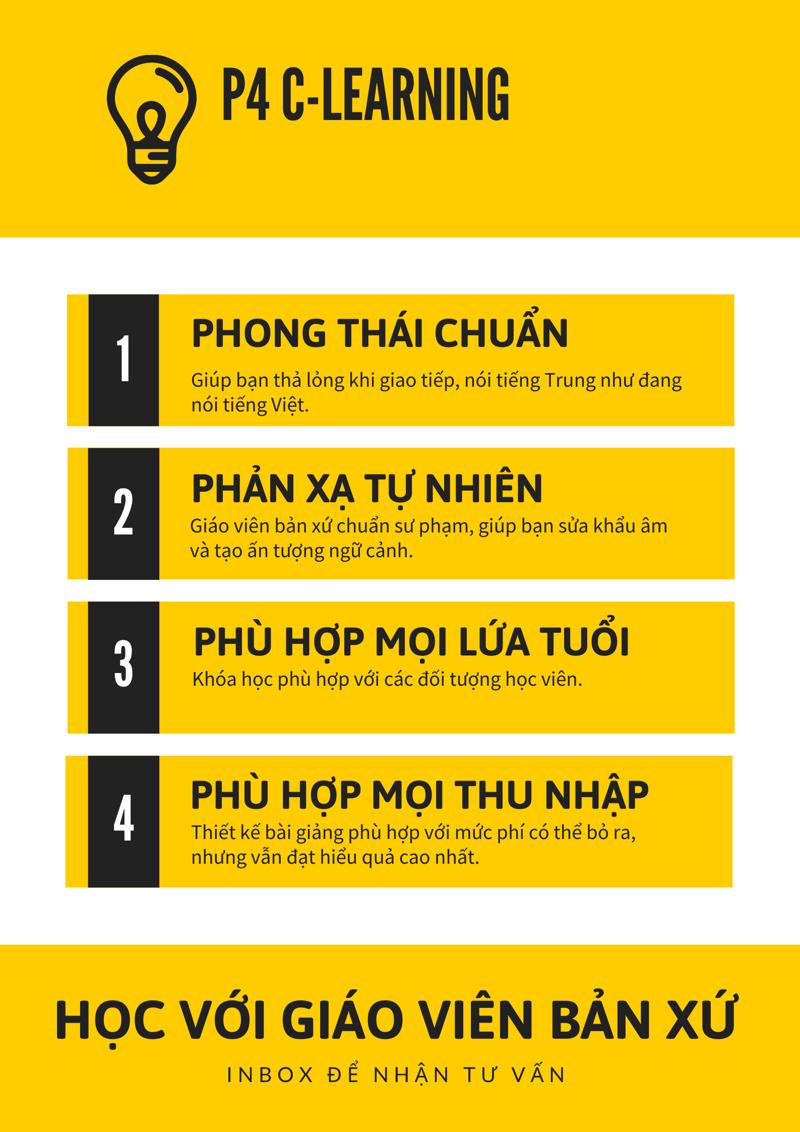 P4 C-LEARNING
1
PHONG THÁI CHUẨN
Giúp bạn thả lỏng khi giao tiếp, nói tiếng Trung như đang
nói tiếng Việt.
2
PHẢN XẠ TỰ NHIÊN
Giáo viên bản xứ chuẩn sư phạm, giúp bạn sửa khẩu âm
và tạo ấn tượng ngữ cảnh.
3
PHÙ HỢP MỌI LỨA TUỔI
Khóa học phù hợp với các đối tượng học viên.
4
PHÙ HỢP MỌI THU NHẬP
Thiết kế bài giảng phù hợp với mức phí có thể bỏ ra,
nhưng vẫn đạt hiểu quả cao nhất.
HỌC VỚI GIÁO VIÊN BẢN XỨ
INBOX ĐỂ NHẬN TƯ VẤN